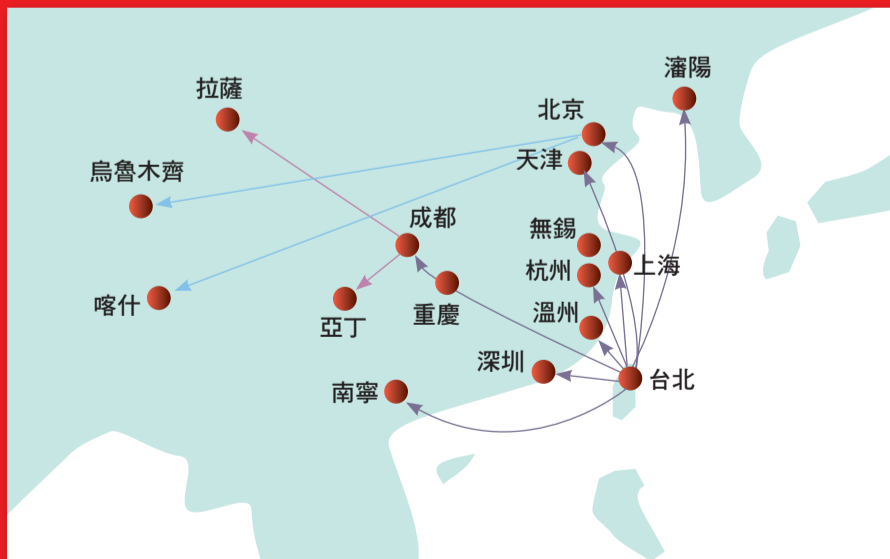 瀋陽
拉薩
北京
天津
烏魯木齊
成都
無錫
上海
杭州
喀什
重慶
溫州
亞丁
深圳
台北
南寧